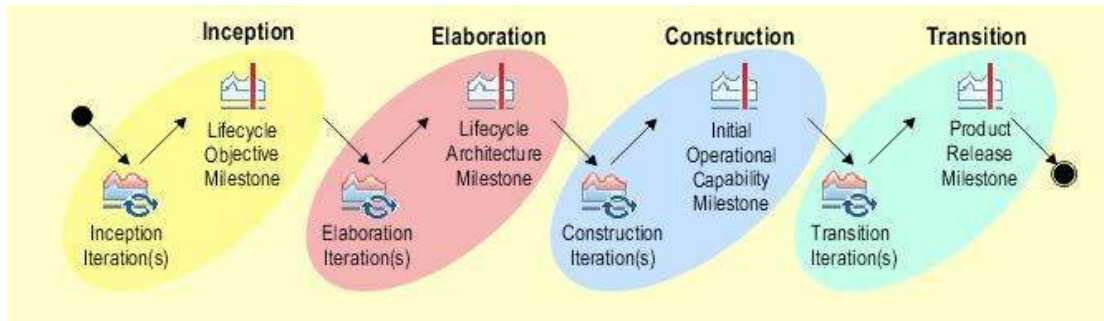 Inception
Elaboration
Construction
Transition
Lifecycle
Objective
Milestone
Inception
Iteration(s)
Lifecycle
Architecture
Milestone
Elaboration
Iteration(s)
Initial
Operational
Capability
Milestone
Construction
Iteration(s)
Product
Release
Milestone
Transition
Iteration(s)